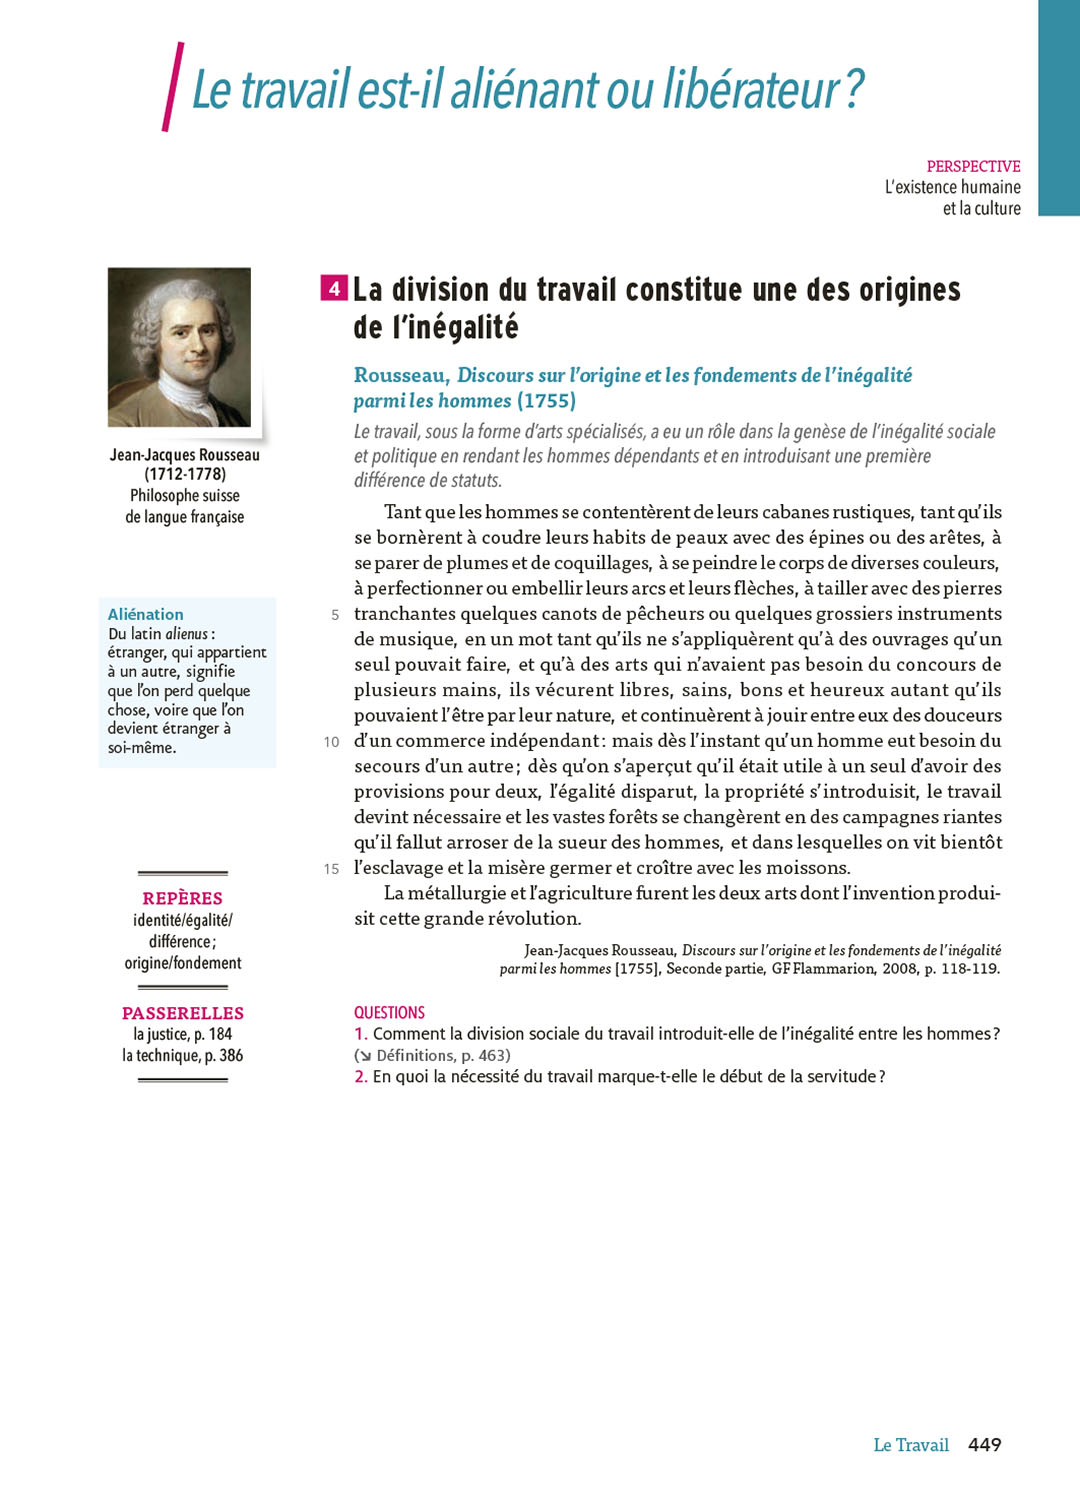 Le travail est-il aliénant ou libérateur ?
PERSPECTIVE
L’existence humaine
et la culture
Jean-Jacques Rousseau
(1712-1778)
Philosophe suisse
de langue française
Aliénation
Du latin alienus :
étranger, qui appartient
à un autre, signifie
que l’on perd quelque
chose, voire que l’on
devient étranger à
soi-même.
REPÈRES
identité/égalité/
différence ;
origine/fondement
PASSERELLES
la justice, p. 184
la technique, p. 386
4 La division du travail constitue une des origines
de l’inégalité
Rousseau, Discours sur l’origine et les fondements de l’inégalité
parmi les hommes (1755)
Le travail, sous la forme d’arts spécialisés, a eu un rôle dans la genèse de l’inégalité sociale
et politique en rendant les hommes dépendants et en introduisant une première
différence de statuts.
Tant que les hommes se contentèrent de leurs cabanes rustiques, tant qu’ils
se bornèrent à coudre leurs habits de peaux avec des épines ou des arêtes, à
se parer de plumes et de coquillages, à se peindre le corps de diverses couleurs,
à perfectionner ou embellir leurs arcs et leurs flèches, à tailler avec des pierres
5 tranchantes quelques canots de pêcheurs ou quelques grossiers instruments
de musique, en un mot tant qu’ils ne s’appliquèrent qu’à des ouvrages qu’un
seul pouvait faire, et qu’à des arts qui n’avaient pas besoin du concours de
plusieurs mains, ils vécurent libres, sains, bons et heureux autant qu’ils
pouvaient l’être par leur nature, et continuèrent à jouir entre eux des douceurs
10 d’un commerce indépendant : mais dès l’instant qu’un homme eut besoin du
secours d’un autre ; dès qu’on s’aperçut qu’il était utile à un seul d’avoir des
provisions pour deux, l’égalité disparut, la propriété s’introduisit, le travail
devint nécessaire et les vastes forêts se changèrent en des campagnes riantes
qu’il fallut arroser de la sueur des hommes, et dans lesquelles on vit bientôt
15 l’esclavage et la misère germer et croître avec les moissons.
La métallurgie et l’agriculture furent les deux arts dont l’invention produi-
sit cette grande révolution.
Jean-Jacques Rousseau, Discours sur l’origine et les fondements de l’inégalité
parmi les hommes [1755], Seconde partie, GF Flammarion, 2008, p. 118-119.
QUESTIONS
1. Comment la division sociale du travail introduit-elle de l’inégalité entre les hommes ?
(↘ Définitions, p. 463)
2. En quoi la nécessité du travail marque-t-elle le début de la servitude ?
Le Travail 449